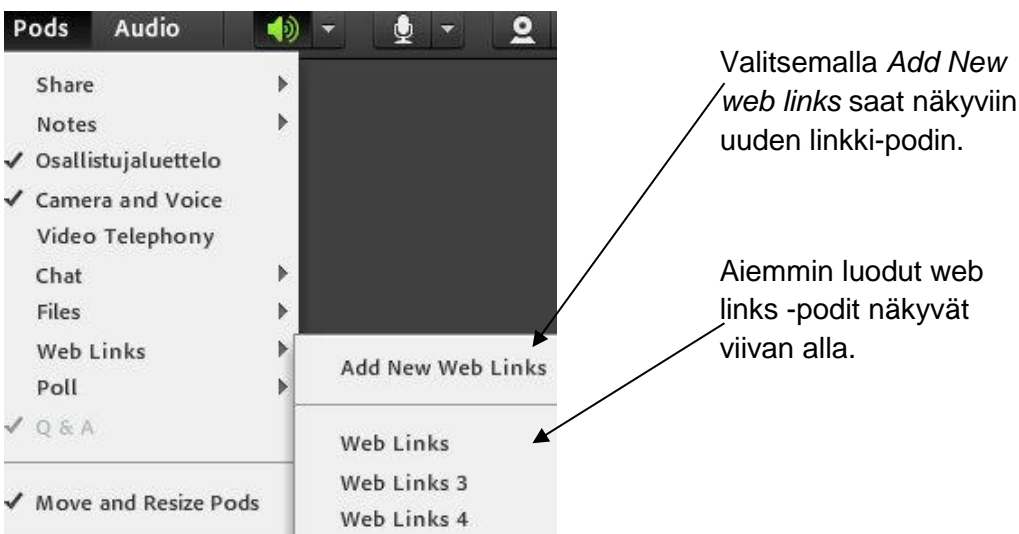 Pods Audio
Share
Notes
Osallistujaluettelo
Camera and Voice
Video Telephony
Chat
Files
Web Links
Poll
Q & A
Move and Resize Pods
Add New Web Links
Web Links
Web Links 3
Web Links 4
Valitsemalla Add New
web links saat näkyviin
uuden linkki-podin.
Aiemmin luodut web
links -podit näkyvät
viivan alla.